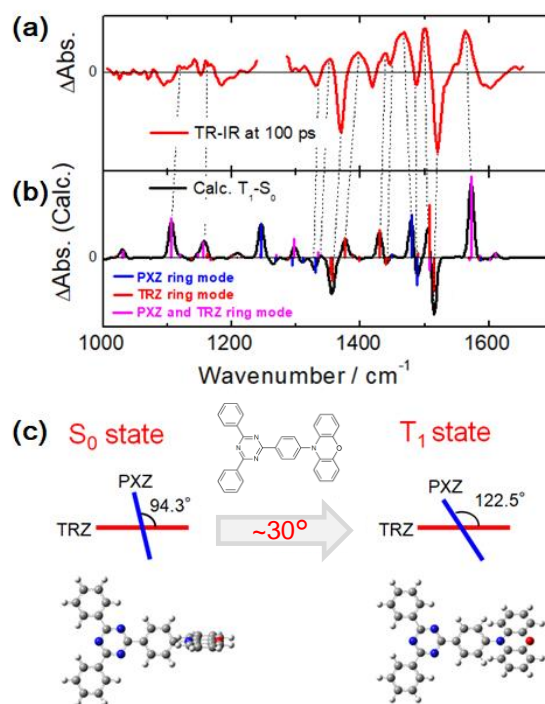 (a)
ΔAbs.
0
TR-IR at 100 ps
(b)
Calc. T₁-S₀
ΔAbs. (Calc.)
0
PXZ ring mode
TRZ ring mode
PXZ and TRZ ring mode
1000 1200 1400 1600
Wavenumber / cm⁻¹
(c)
S₀ state
T₁ state
N
N
N
N
O
PXZ
94.3°
TRZ
~30°
PXZ
122.5°
TRZ